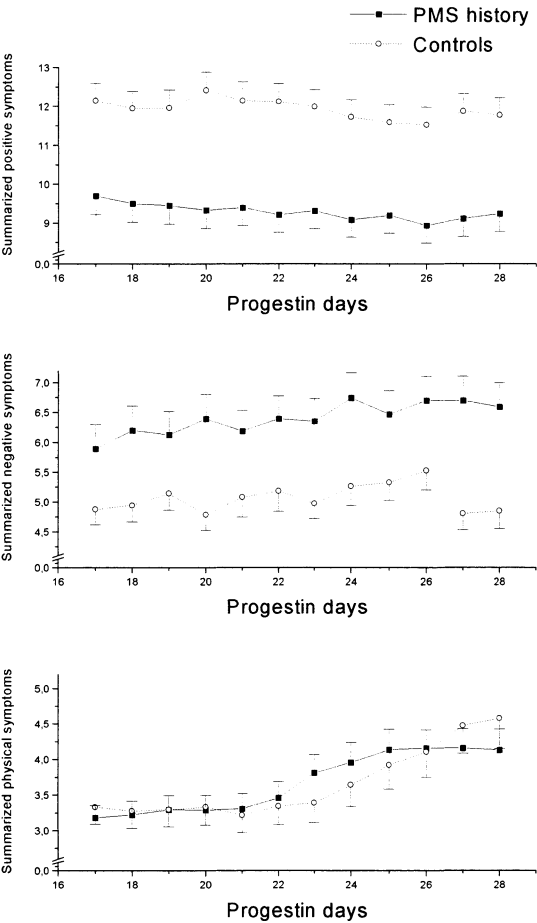 PMS history
Controls
Summarized positive symptoms
13
12
11
10
9
0,0
16 18 20 22 24 26 28
Progestin days
Summarized negative symptoms
7,0
6,5
6,0
5,5
5,0
4,5
0,0
16 18 20 22 24 26 28
Progestin days
Summarized physical symptoms
5,0
4,5
4,0
3,5
3,0
0,0
16 18 20 22 24 26 28
Progestin days